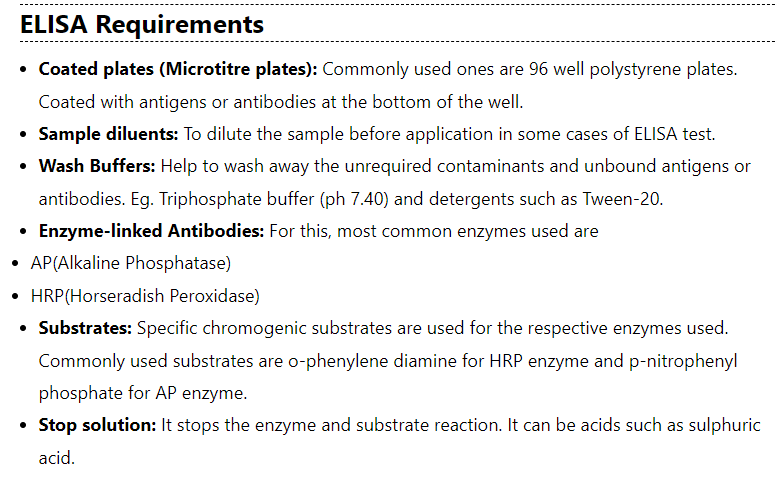 ELISA Requirements
• Coated plates (Microtitre plates): Commonly used ones are 96 well polystyrene plates.
Coated with antigens or antibodies at the bottom of the well.
• Sample diluents: To dilute the sample before application in some cases of ELISA test.
• Wash Buffers: Help to wash away the unrequired contaminants and unbound antigens or
antibodies. Eg. Triphosphate buffer (ph 7.40) and detergents such as Tween-20.
• Enzyme-linked Antibodies: For this, most common enzymes used are
• AP(Alkaline Phosphatase)
• HRP(Horseradish Peroxidase)
• Substrates: Specific chromogenic substrates are used for the respective enzymes used.
Commonly used substrates are o-phenylene diamine for HRP enzyme and p-nitrophenyl
phosphate for AP enzyme.
• Stop solution: It stops the enzyme and substrate reaction. It can be acids such as sulphuric
acid.